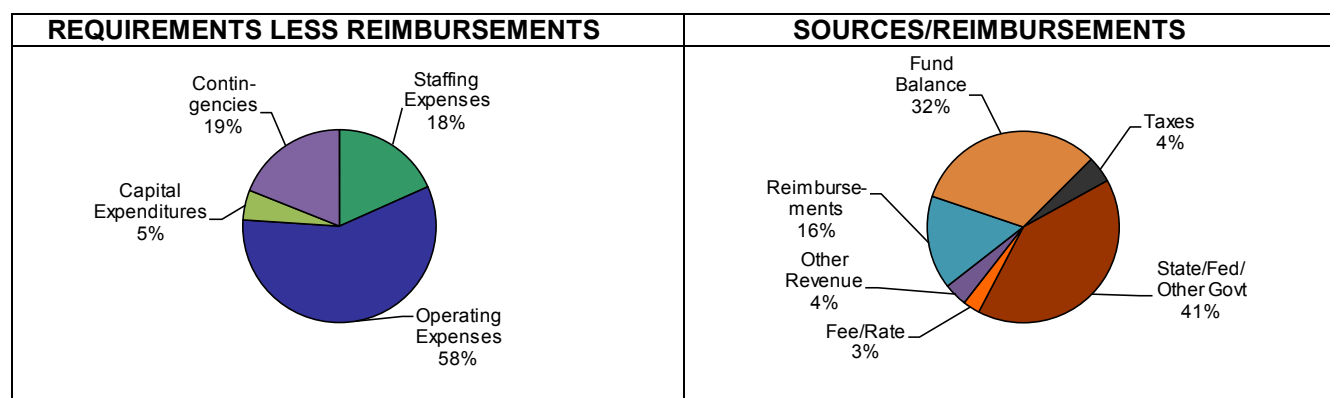 REQUIREMENTS LESS REIMBURSEMENTS
Contin-
gencies
19%
Staffing
Expenses
18%
Capital
Expenditures
5%
Operating
Expenses
58%
SOURCES/REIMBURSEMENTS
Fund
Balance
32%
Taxes
4%
Reimburse-
ments
16%
Other
Revenue
4%
Fee/Rate
3%
State/Fed/
Other Govt
41%